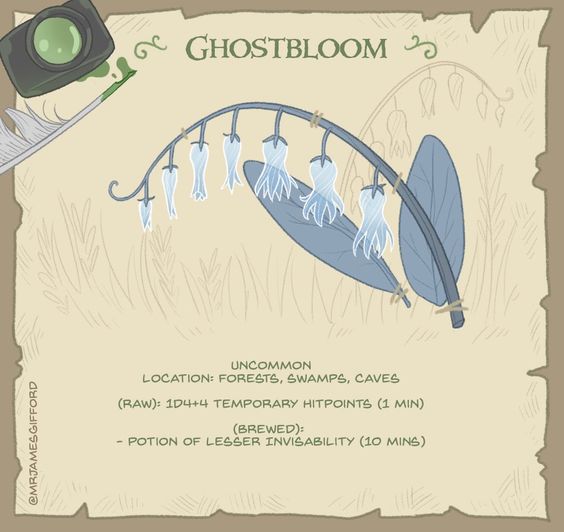 GHOSTBLOOM
UNCOMMON
LOCATION: FORESTS, SWAMPS, CAVES
(RAW): 1D4+4 TEMPORARY HITPOINTS (1 MIN)
(BREWED):
- POTION OF LESSER INVISABILITY (10 MINS)
@MRJAMESGIFFORD